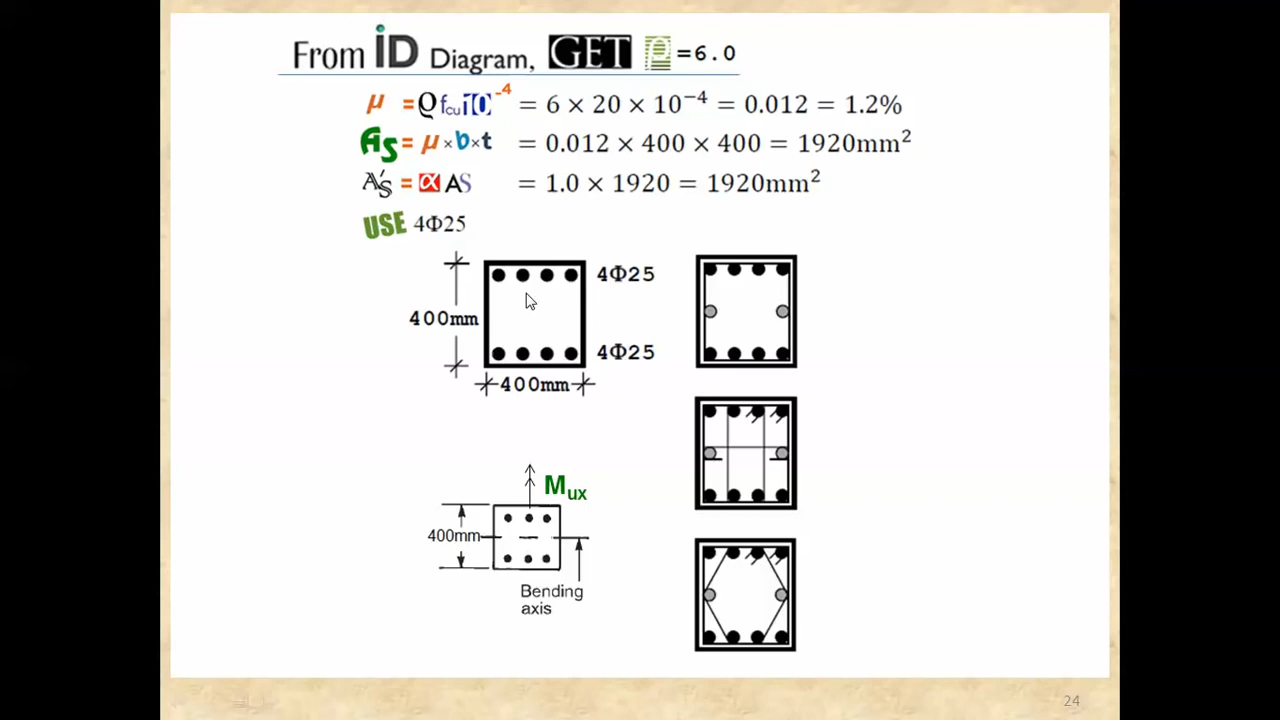 From iD Diagram, GET ρ=6.0
μ = ϱ fcu 10⁻⁴ = 6 × 20 × 10⁻⁴ = 0.012 = 1.2%
As = μ×b×t = 0.012 × 400 × 400 = 1920mm²
A's = α AS = 1.0 × 1920 = 1920mm²
USE 4Φ25
4Φ25
400mm
4Φ25
400mm
Mux
400mm
Bending
axis
24